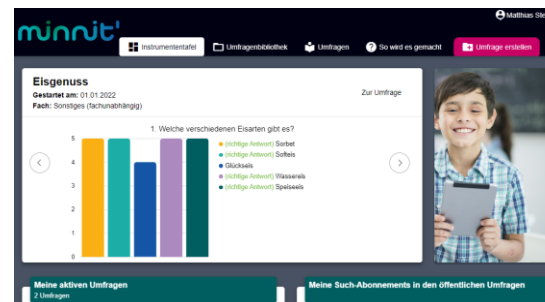 minnit'
Matthias Ste
Instrumententafel
Umfragenbibliothek
Umfragen
So wird es gemacht
Umfrage erstellen
Eisgenuss
Gestartet am: 01.01.2022
Zur Umfrage
Fach: Sonstiges (fachunabhängig)
1. Welche verschiedenen Eisarten gibt es?
5
4
3
2
1
0
(richtige Antwort) Sorbet
(richtige Antwort) Softeis
Glückseis
(richtige Antwort) Wassereis
(richtige Antwort) Speiseeis
Meine aktiven Umfragen
2 Umfragen
Meine Such-Abonnements in den öffentlichen Umfragen